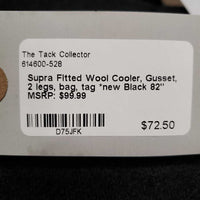 The Tack Collector
614600-528
Supra Fitted Wool Cooler, Gusset,
2 legs, bag, tag *new Black 82"
MSRP: $99.99
D75JFK
$72.50